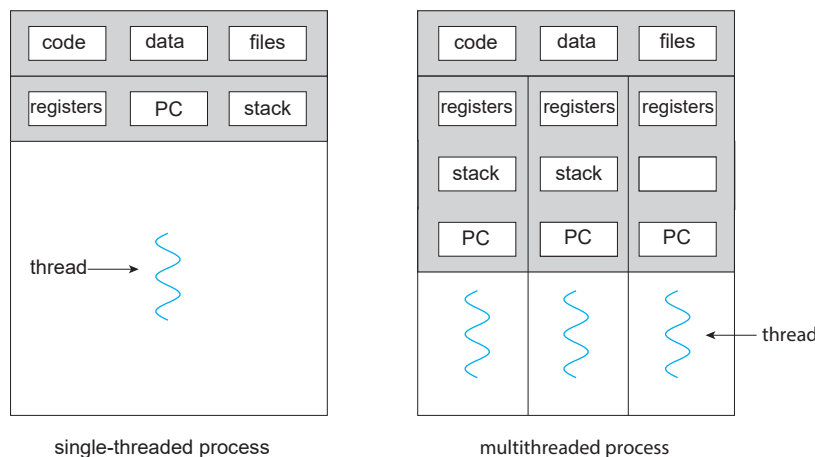 code data files
registers PC stack
thread
single-threaded process
code data files
registers registers registers
stack stack
PC PC PC
thread
multithreaded process